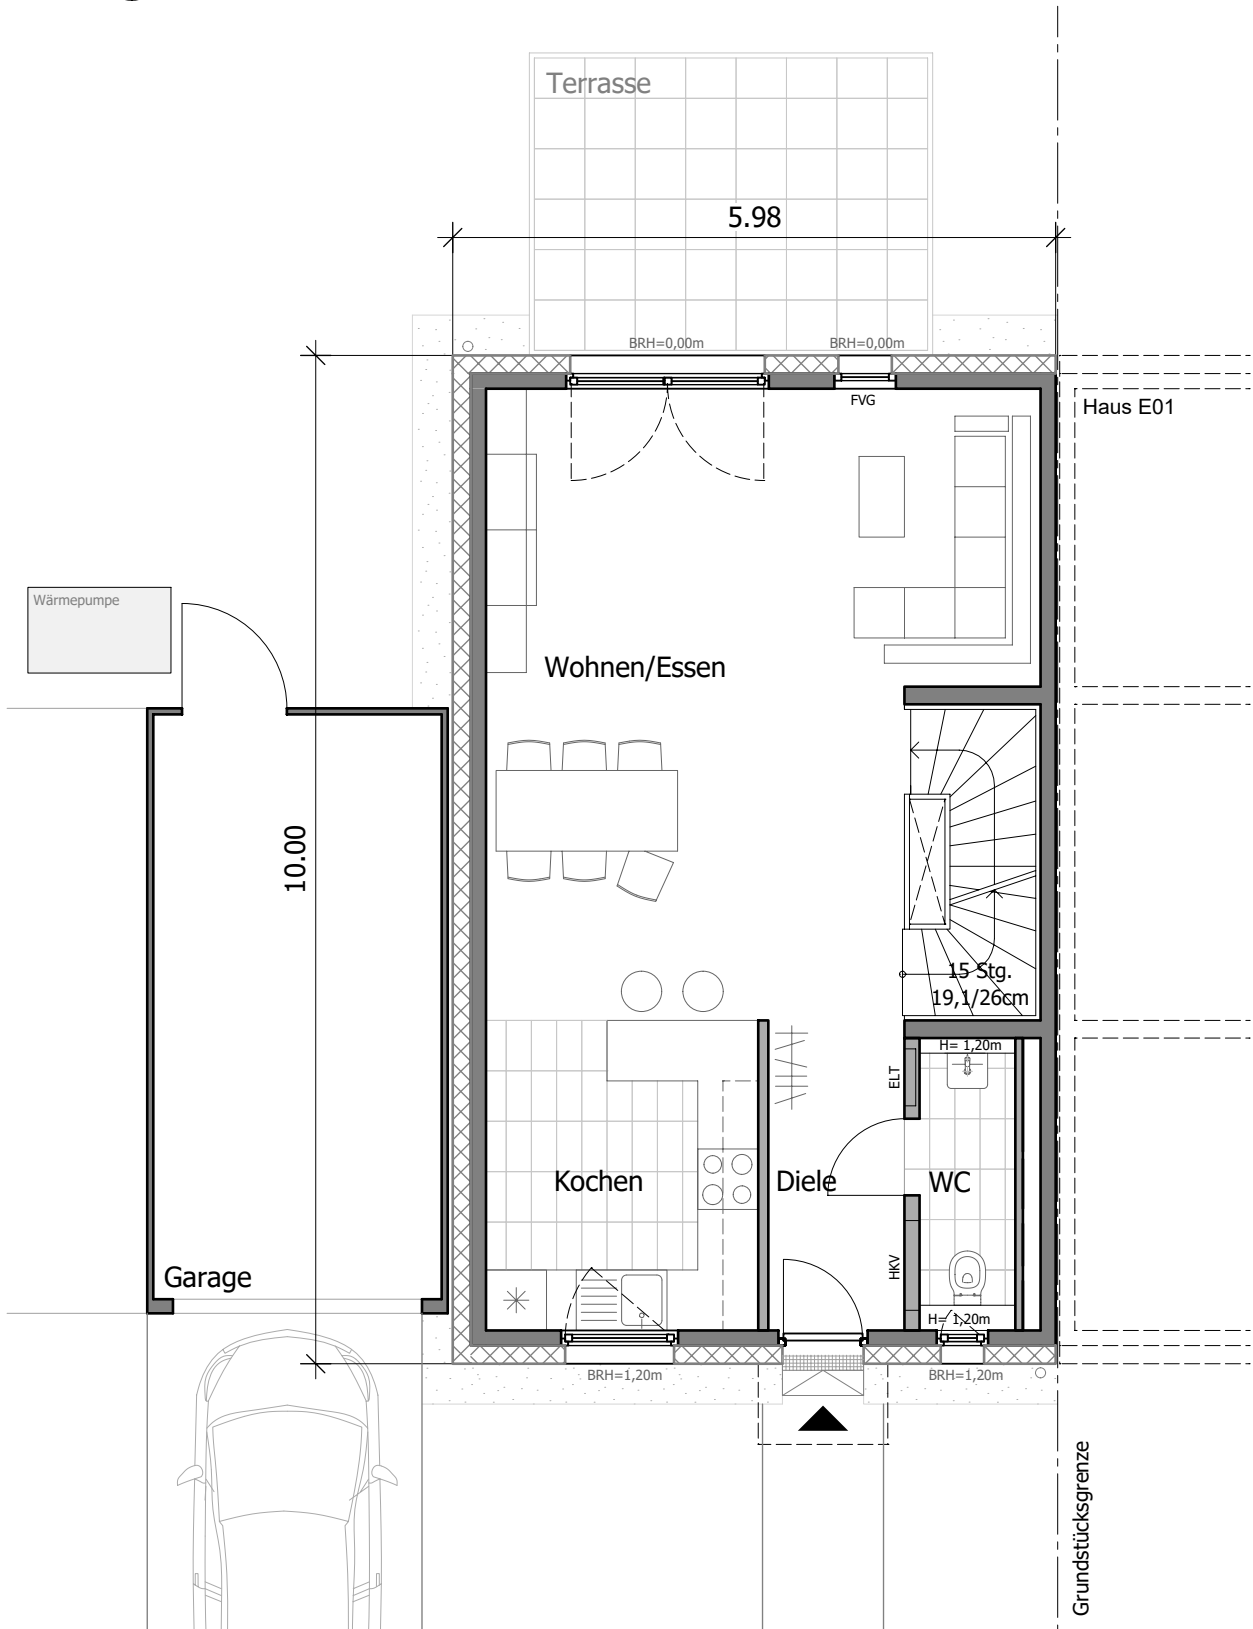 Terrasse
5.98
BRH=0,00m
BRH=0,00m
FVG
Haus E01
Wärmepumpe
Wohnen/Essen
10.00
15 Stg.
19,1/26cm
H= 1,20m
ELT
Kochen
Diele
WC
HKV
Garage
H= 1,20m
BRH=1,20m
BRH=1,20m
Grundstücksgrenze